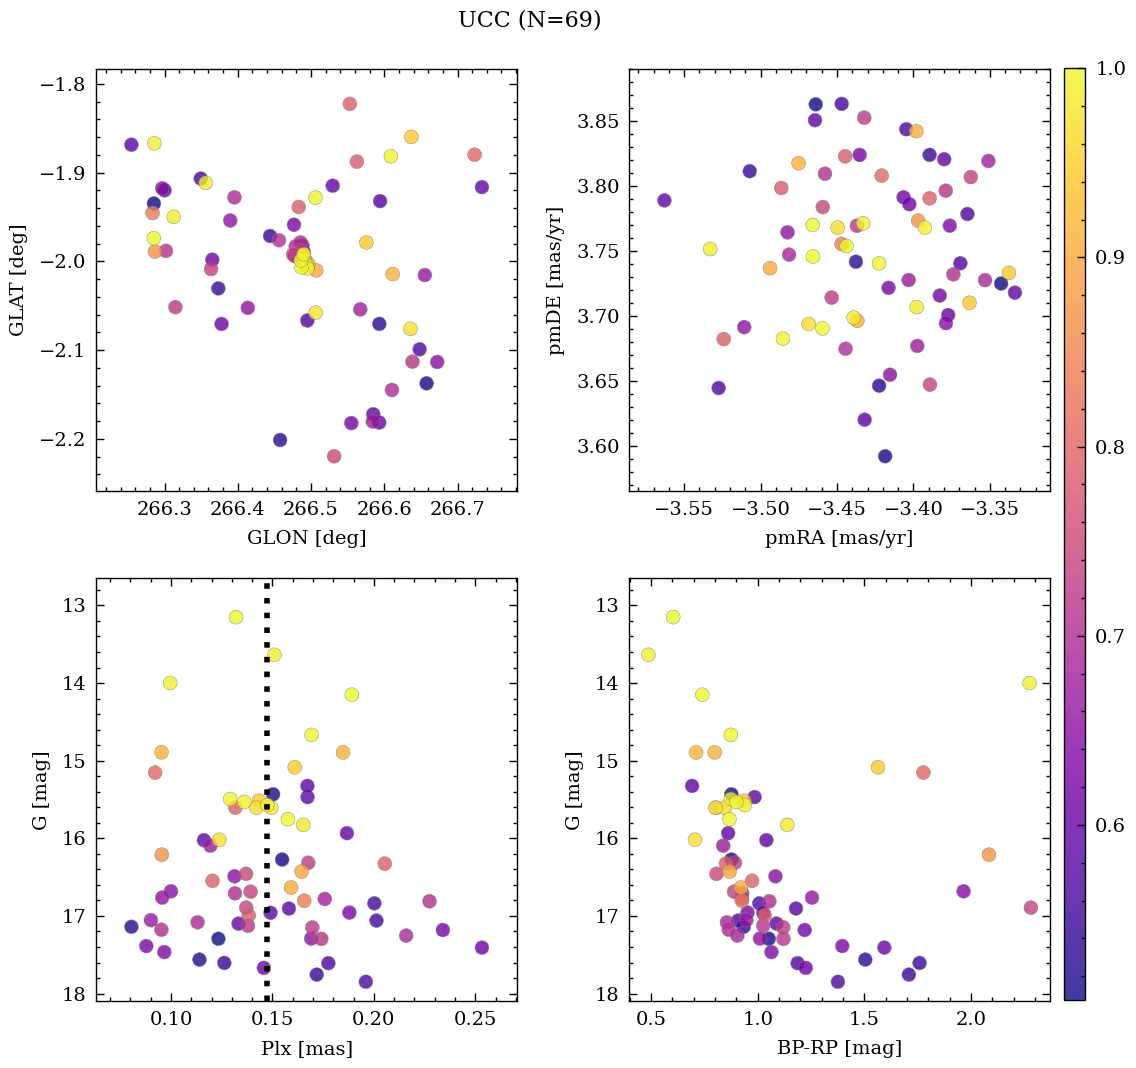 UCC (N=69)
−1.8
−1.9
−2.0
−2.1
−2.2
GLAT [deg]
266.3 266.4 266.5 266.6 266.7
GLON [deg]
3.85
3.80
3.75
3.70
3.65
3.60
pmDE [mas/yr]
−3.55 −3.50 −3.45 −3.40 −3.35
pmRA [mas/yr]
13
14
15
16
17
18
G [mag]
0.10 0.15 0.20 0.25
Plx [mas]
13
14
15
16
17
18
G [mag]
0.5 1.0 1.5 2.0
BP-RP [mag]
1.0
0.9
0.8
0.7
0.6